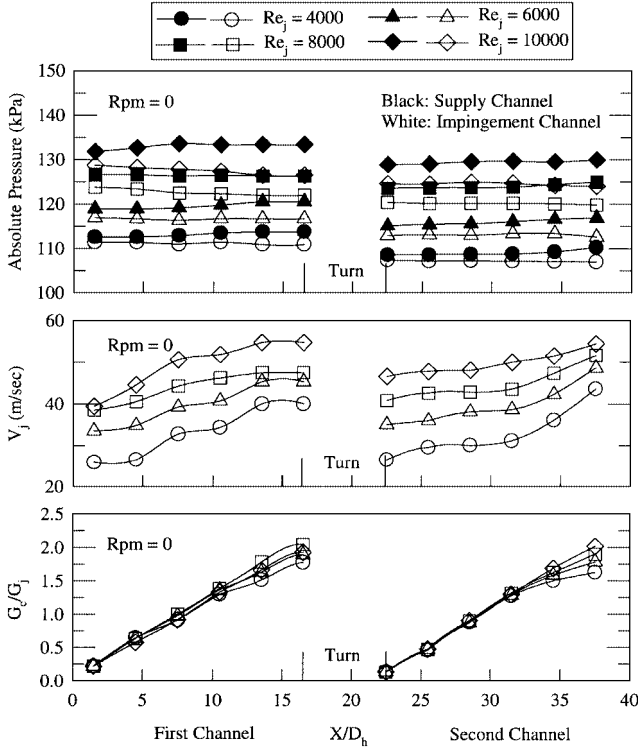 Re_j = 4000
Re_j = 6000
Re_j = 8000
Re_j = 10000
150
140
130
120
110
100
Absolute Pressure (kPa)
Rpm = 0
Black: Supply Channel
White: Impingement Channel
Turn
60
40
20
V_j (m/sec)
Rpm = 0
Turn
2.5
2.0
1.5
1.0
0.5
0.0
G_c/G_j
Rpm = 0
Turn
0 5 10 15 20 25 30 35 40
First Channel X/D_h Second Channel